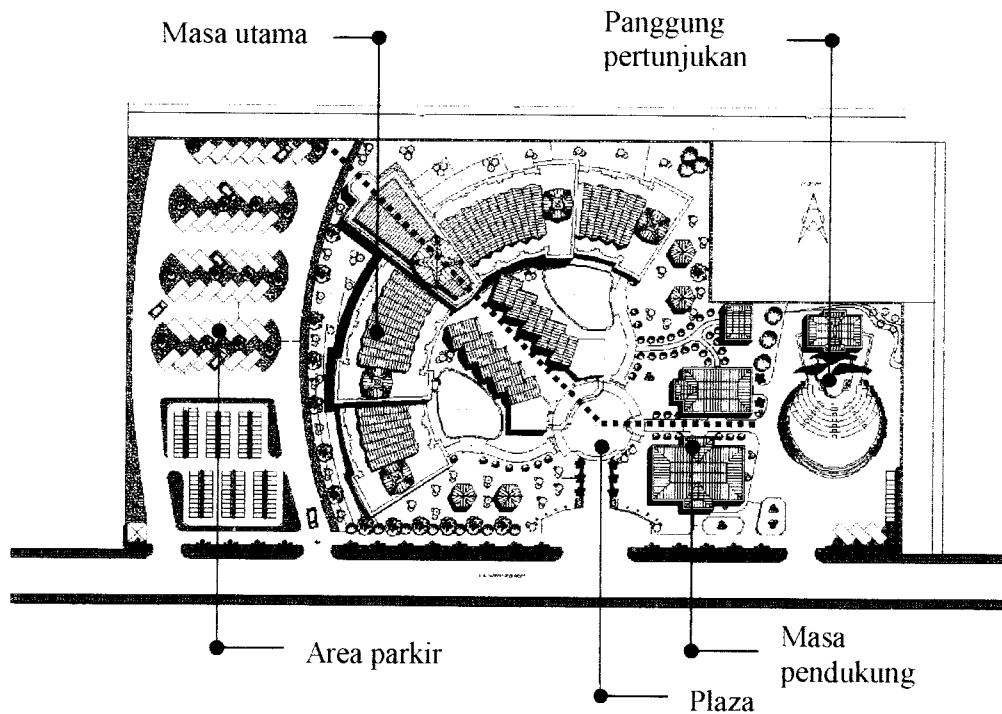 Masa utama
Panggung
pertunjukan
Area parkir
Masa
pendukung
Plaza